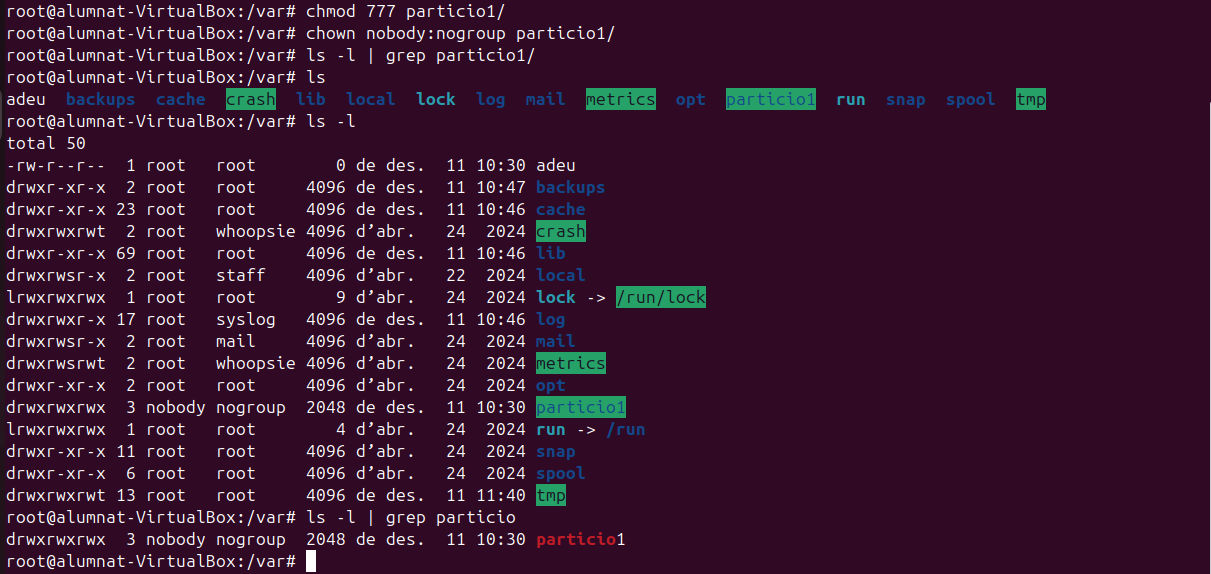 root@alumnat-VirtualBox:/var# chmod 777 particio1/
root@alumnat-VirtualBox:/var# chown nobody:nogroup particio1/
root@alumnat-VirtualBox:/var# ls -l | grep particio1/
root@alumnat-VirtualBox:/var# ls
adeu  backups  cache  crash  lib  local  lock  log  mail  metrics  opt  particio1  run  snap  spool  tmp
root@alumnat-VirtualBox:/var# ls -l
total 50
-rw-r--r--  1 root   root        0 de des.  11 10:30 adeu
drwxr-xr-x  2 root   root     4096 de des.  11 10:47 backups
drwxr-xr-x 23 root   root     4096 de des.  11 10:46 cache
drwxrwxrwt  2 root   whoopsie 4096 d’abr.   24  2024 crash
drwxr-xr-x 69 root   root     4096 de des.  11 10:46 lib
drwxrwsr-x  2 root   staff    4096 d’abr.   22  2024 local
lrwxrwxrwx  1 root   root        9 d’abr.   24  2024 lock -> /run/lock
drwxrwxr-x 17 root   syslog   4096 de des.  11 10:46 log
drwxrwsr-x  2 root   mail     4096 d’abr.   24  2024 mail
drwxrwsrwt  2 root   whoopsie 4096 d’abr.   24  2024 metrics
drwxr-xr-x  2 root   root     4096 d’abr.   24  2024 opt
drwxrwxrwx  3 nobody nogroup  2048 de des.  11 10:30 particio1
lrwxrwxrwx  1 root   root        4 d’abr.   24  2024 run -> /run
drwxr-xr-x 11 root   root     4096 d’abr.   24  2024 snap
drwxr-xr-x  6 root   root     4096 d’abr.   24  2024 spool
drwxrwxrwt 13 root   root     4096 de des.  11 11:40 tmp
root@alumnat-VirtualBox:/var# ls -l | grep particio
drwxrwxrwx  3 nobody nogroup  2048 de des.  11 10:30 particio1
root@alumnat-VirtualBox:/var#